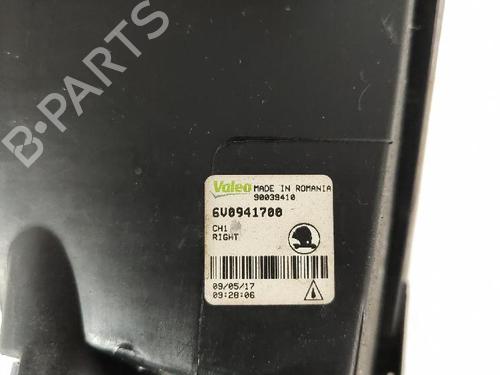 B-PARTS
Valeo MADE IN ROMANIA
90039410
6V0941700
CH1
RIGHT
09/05/17
09:28:06